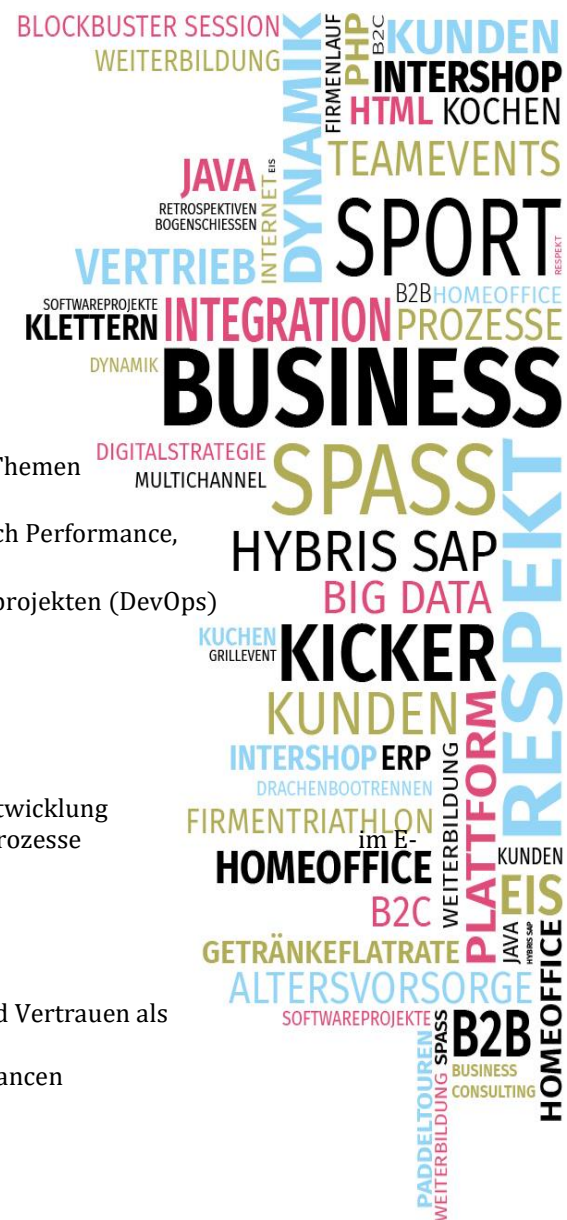 BLOCKBUSTER SESSION
WEITERBILDUNG
DYNAMIK
FIRMENLAUF
PHP
B2C
KUNDEN
INTERSHOP
HTML KOCHEN
TEAMEVENTS
JAVA
EIS
INTERNET
RETROSPEKTIVEN
BOGENSCHIESSEN
SPORT
RESPEKT
VERTRIEB
B2B HOMEOFFICE
SOFTWAREPROJEKTE
KLETTERN INTEGRATION PROZESSE
DYNAMIK
BUSINESS
Themen
DIGITALSTRATEGIE
MULTICHANNEL
SPASS
RESPEKT
ch Performance,
HYBRIS SAP
projekten (DevOps)
BIG DATA
KUCHEN
GRILLEVENT
KICKER
KUNDEN
INTERSHOP ERP
WEITERBILDUNG
PLATTFORM
DRACHENBOOTRENNEN
twicklung
FIRMENTRIATHLON
rozesse im E-
HOMEOFFICE
KUNDEN
B2C
EIS
GETRÄNKEFLATRATE
JAVA
HYBRIS SAP
HOMEOFFICE
ALTERSVORSORGE
d Vertrauen als
SOFTWAREPROJEKTE
SPASS
B2B
ancen
PADDELTOUREN
WEITERBILDUNG
BUSINESS
CONSULTING